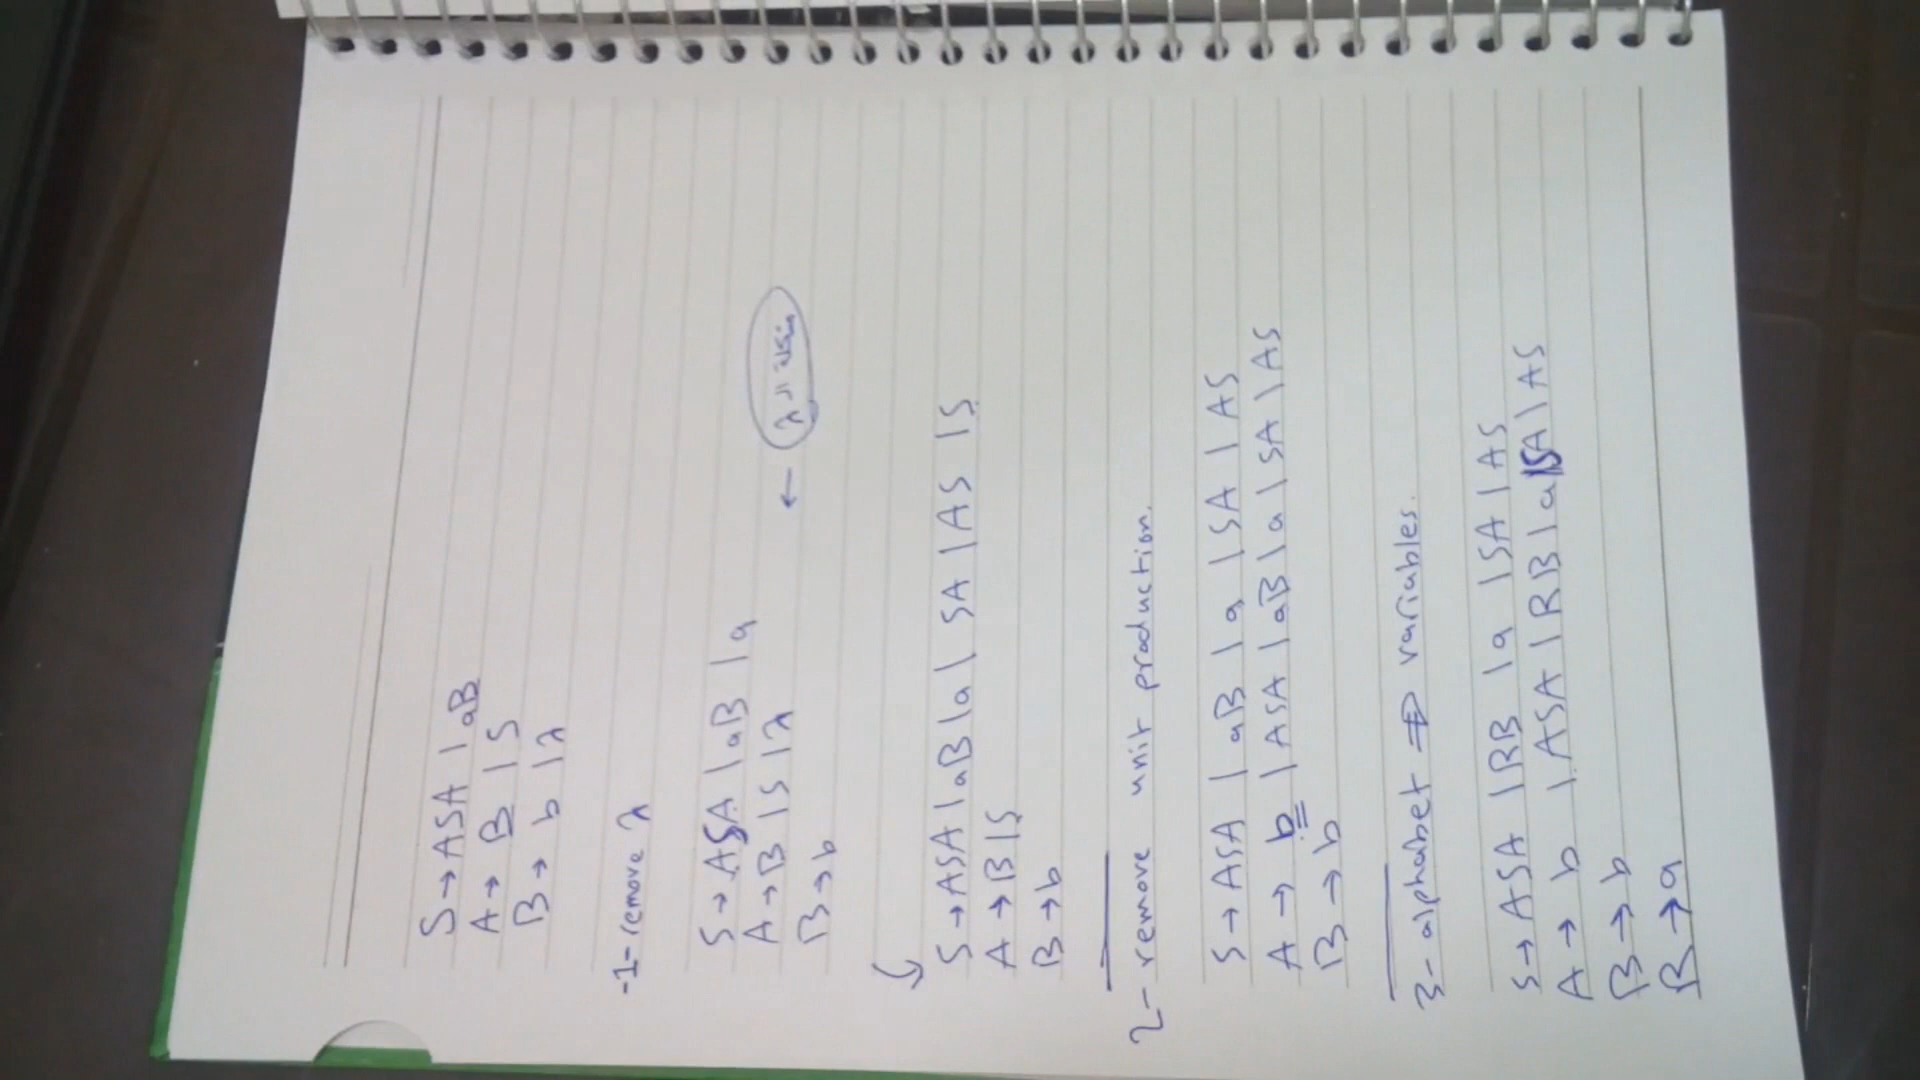 S → ASA | aB
A → B | S
B → b | λ
-1- remove λ
S → ASA | aB | a
A → B | S | λ ←
B → b
S → ASA | aB | a | SA | AS | S
A → B | S
B → b
2- remove unit production.
S → ASA | aB | a | SA | AS
A → b | ASA | aB | a | SA | AS
B → b
3- alphabet ⇒ variables.
S → ASA | RB | a | SA | AS
A → b | ASA | RB | a | SA | AS
B → b
R → a